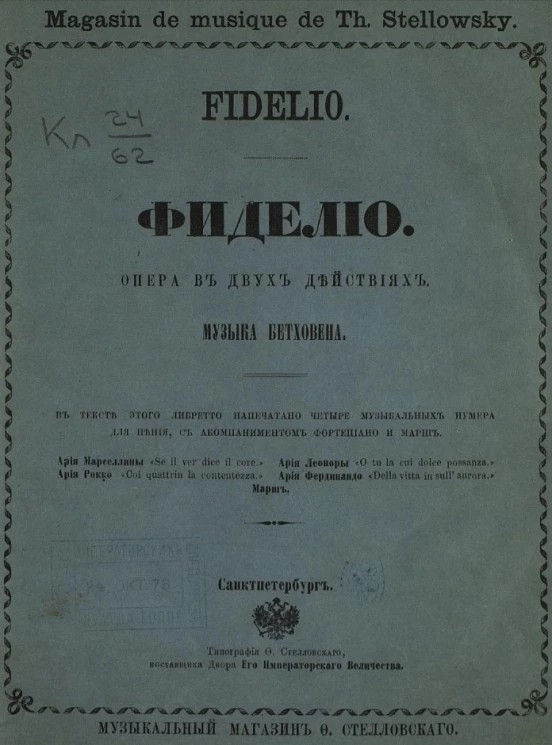 Magasin de musique de Th. Stellowsky.
FIDELIO.
Кл 24
62
ФИДЕЛІО.
ОПЕРА ВЪ ДВУХЪ ДѢЙСТВІЯХЪ.
МУЗЫКА БЕТХОВЕНА.
ВЪ ТЕКСТѢ ЭТОГО ЛИБРЕТТО НАПЕЧАТАНО ЧЕТЫРЕ МУЗЫКАЛЬНЫХЪ НУМЕРА
ДЛЯ ПѢНІЯ, СЪ АКОМПАНИМЕНТОМЪ ФОРТЕПІАНО И МАРШЪ.
Арія Марселлины «Se il ver dice il core.» Арія Леоноры «O tu la cui dolce possanza.»
Арія Рокко «Coi quattrin la contentezza.» Арія Фердинандо «Della vitta in sull' aurora.»
Маршъ.
Санктпетербургъ.
Типографія Ѳ. Стелловскаго,
поставщика Двора Его Императорскаго Величества.
МУЗЫКАЛЬНЫЙ МАГАЗИНЪ Ѳ. СТЕЛЛОВСКАГО.